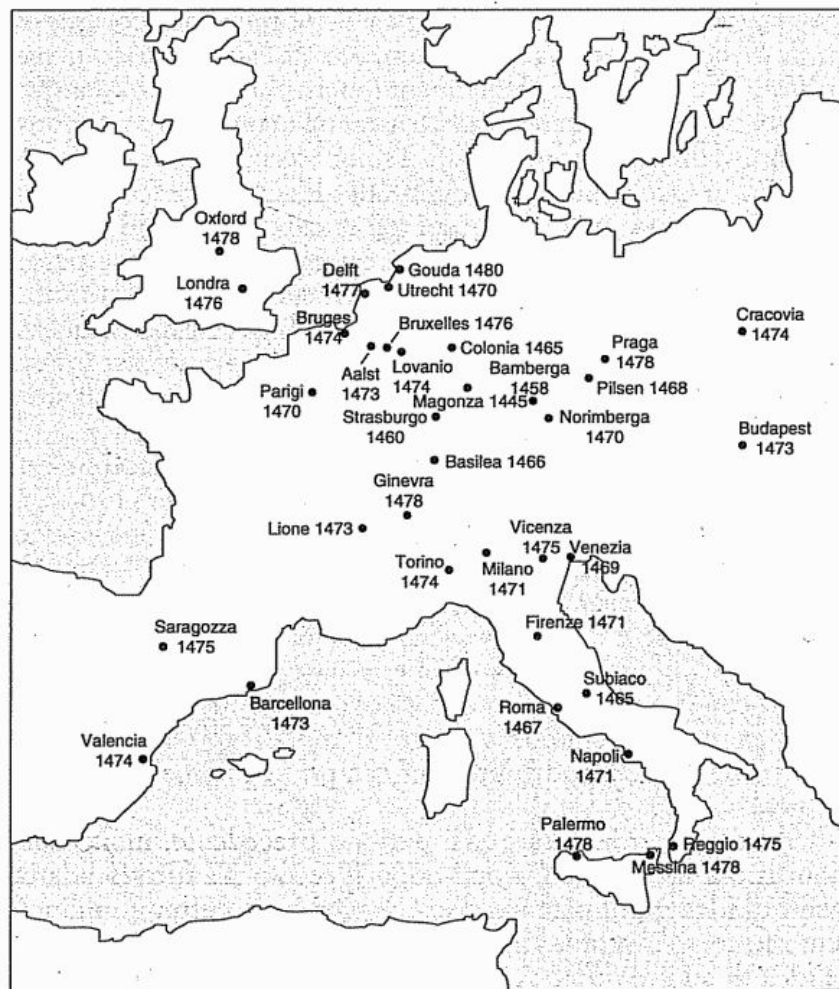 Oxford
1478
Londra
1476
Delft
1477
Gouda 1480
Utrecht 1470
Bruges
1474
Bruxelles 1476
Aalst
1473
Lovanio
1474
Colonia 1465
Bamberga
1458
Praga
1478
Pilsen 1468
Cracovia
1474
Parigi
1470
Magonza 1445
Strasburgo
1460
Norimberga
1470
Budapest
1473
Basilea 1466
Ginevra
1478
Lione 1473
Torino
1474
Milano
1471
Vicenza
1475
Venezia
1469
Firenze 1471
Saragozza
1475
Barcellona
1473
Subiaco
1465
Roma
1467
Valencia
1474
Napoli
1471
Palermo
1478
Reggio 1475
Messina 1478